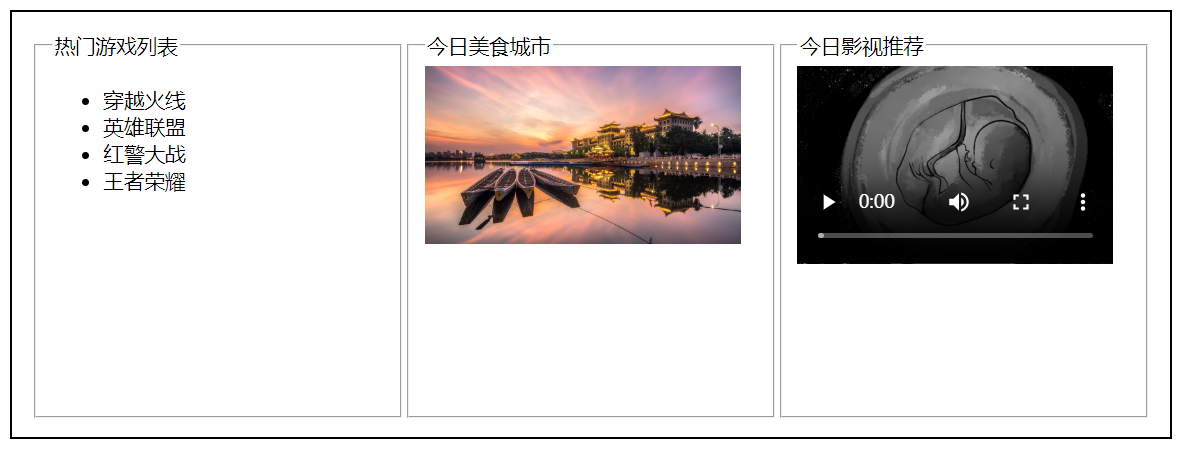 热门游戏列表
穿越火线
英雄联盟
红警大战
王者荣耀
今日美食城市
今日影视推荐
0:00